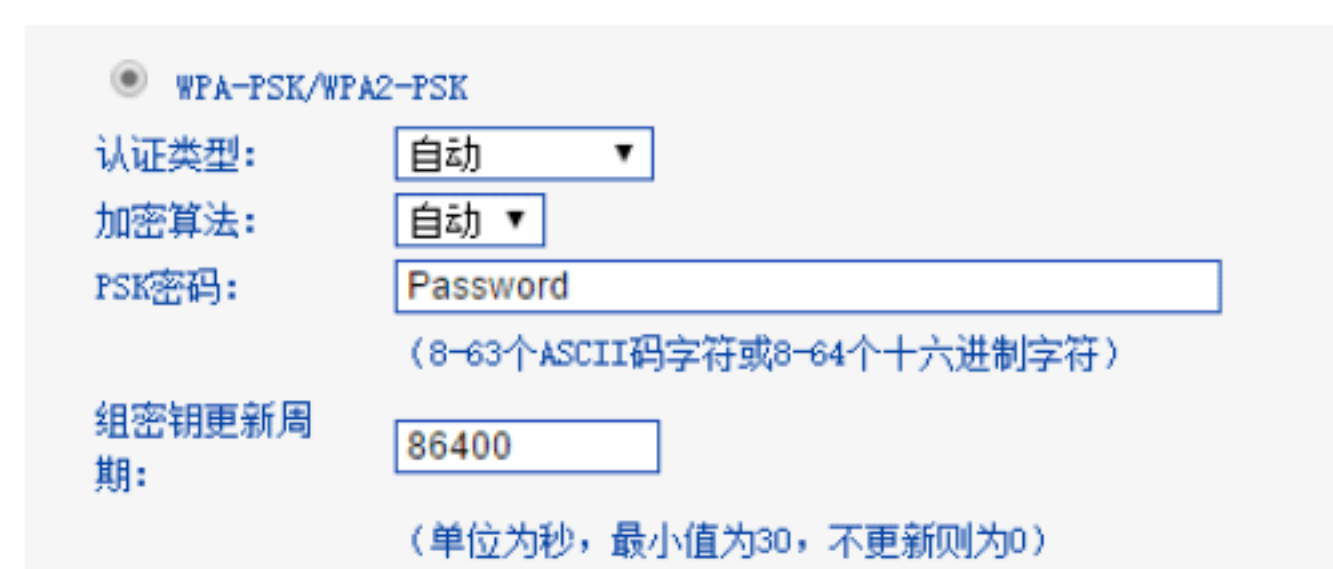 WPA-PSK/WPA2-PSK
认证类型: 自动
加密算法: 自动
PSK密码: Password
(8-63个ASCII码字符或8-64个十六进制字符)
组密钥更新周
期: 86400
(单位为秒，最小值为30，不更新则为0)